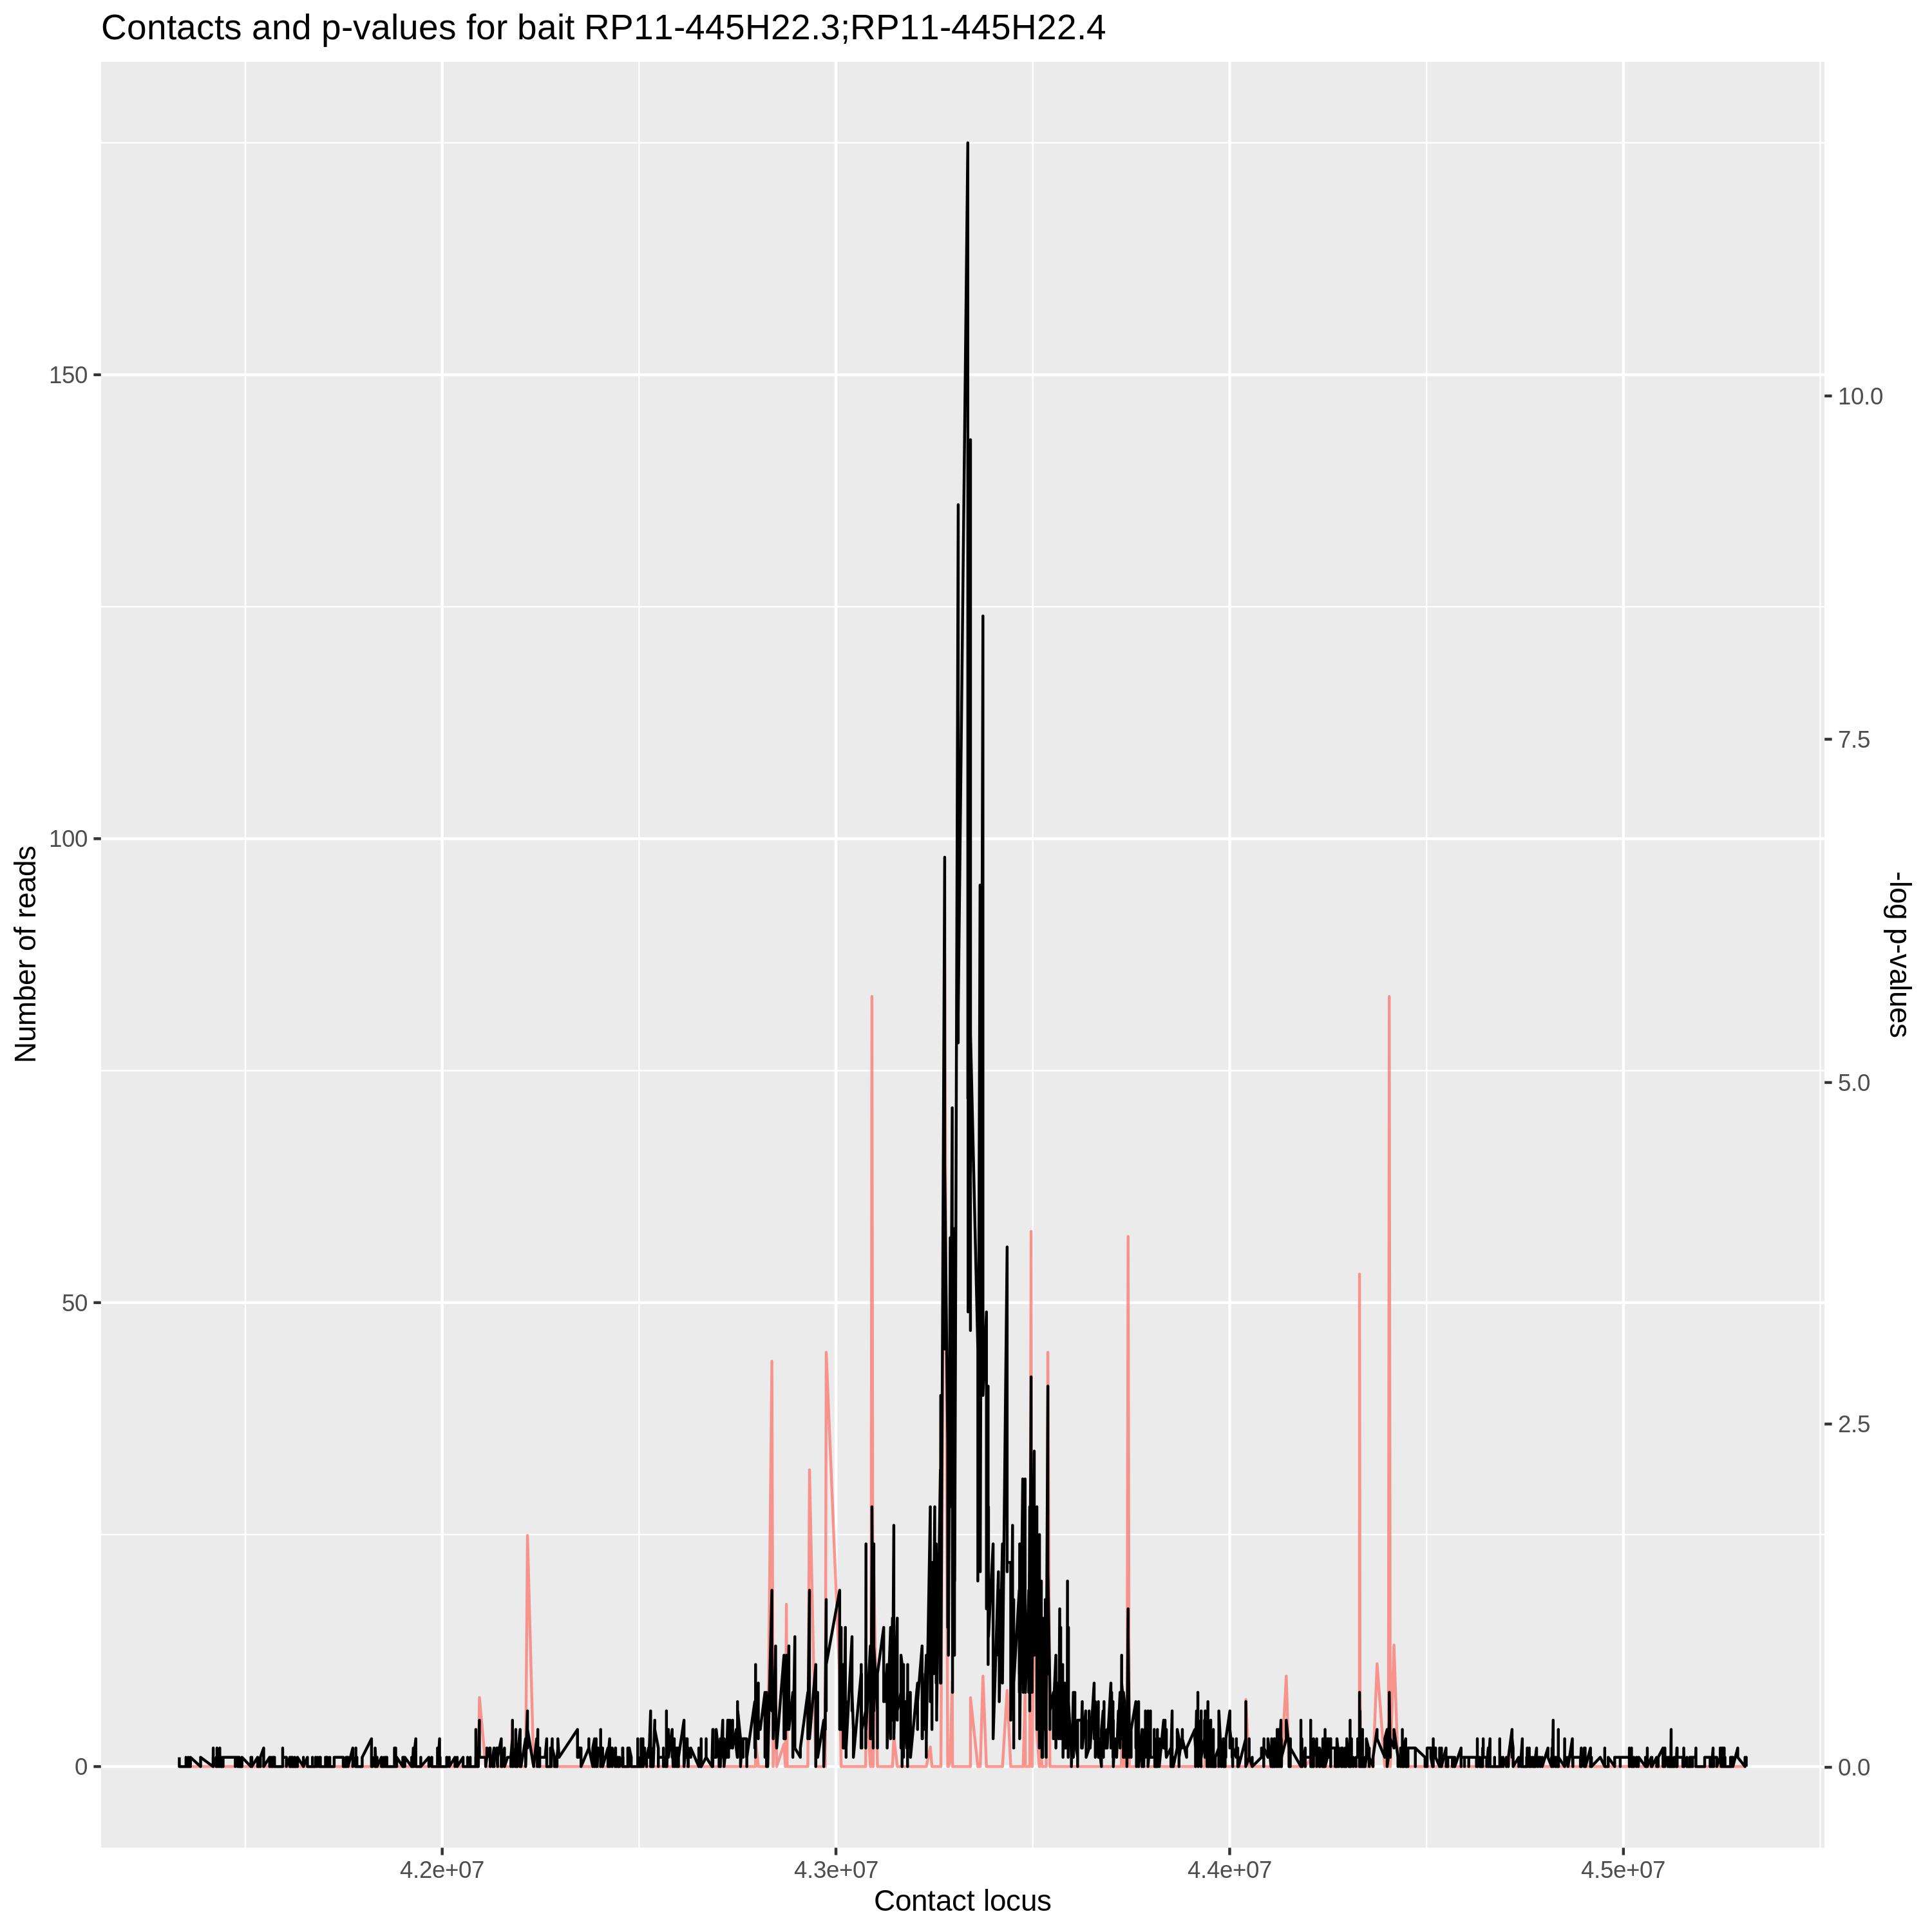 Contacts and p-values for bait RP11-445H22.3;RP11-445H22.4
150
100
50
0
10.0
7.5
5.0
2.5
0.0
Number of reads
-log p-values
4.2e+07
4.3e+07
4.4e+07
4.5e+07
Contact locus